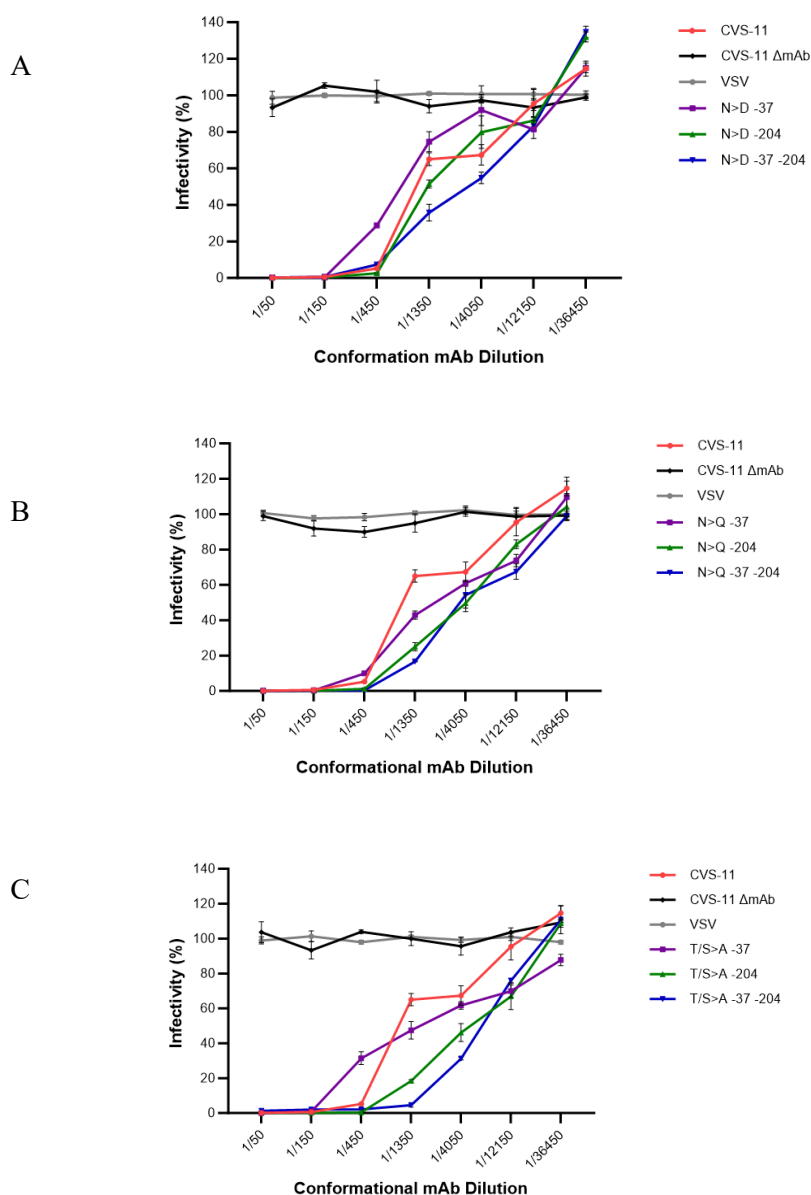 A
140
120
100
80
60
40
20
0
Infectivity (%)
1/50
1/150
1/450
1/1350
1/4050
1/12150
1/36450
Conformation mAb Dilution
CVS-11
CVS-11 ΔmAb
VSV
N>D -37
N>D -204
N>D -37 -204
B
140
120
100
80
60
40
20
0
Infectivity (%)
1/50
1/150
1/450
1/1350
1/4050
1/12150
1/36450
Conformational mAb Dilution
CVS-11
CVS-11 ΔmAb
VSV
N>Q -37
N>Q -204
N>Q -37 -204
C
140
120
100
80
60
40
20
0
Infectivity (%)
1/50
1/150
1/450
1/1350
1/4050
1/12150
1/36450
Conformational mAb Dilution
CVS-11
CVS-11 ΔmAb
VSV
T/S>A -37
T/S>A -204
T/S>A -37 -204